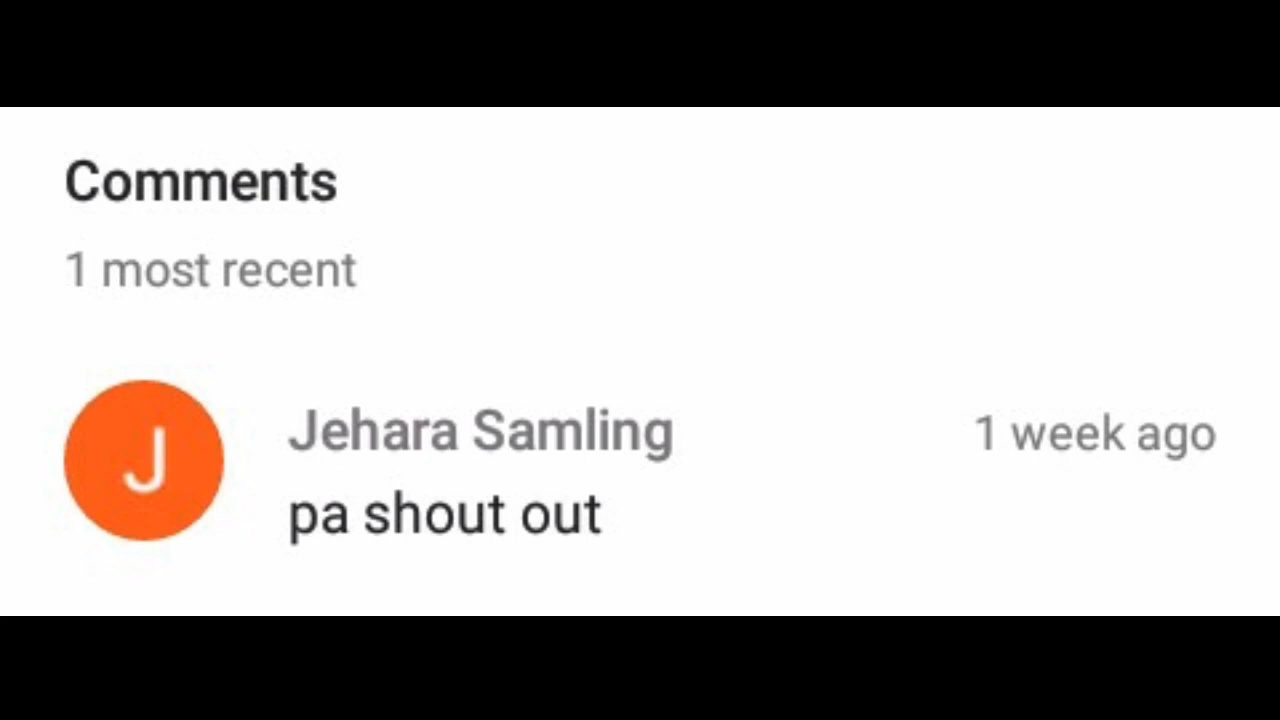 Comments
1 most recent
J
Jehara Samling
1 week ago
pa shout out